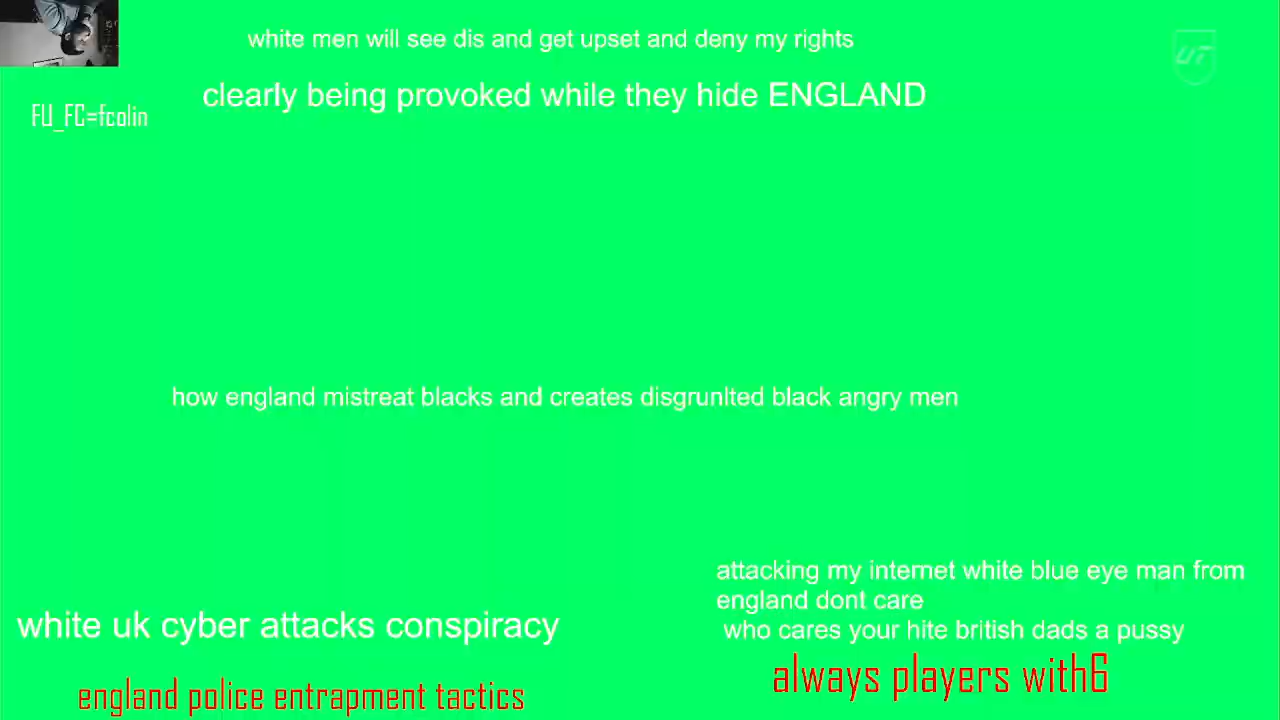 white men will see dis and get upset and deny my rights
clearly being provoked while they hide ENGLAND
FU_FC=fcolin
how england mistreat blacks and creates disgrunlted black angry men
attacking my internet white blue eye man from
england dont care
who cares your hite british dads a pussy
white uk cyber attacks conspiracy
always players with6
england police entrapment tactics